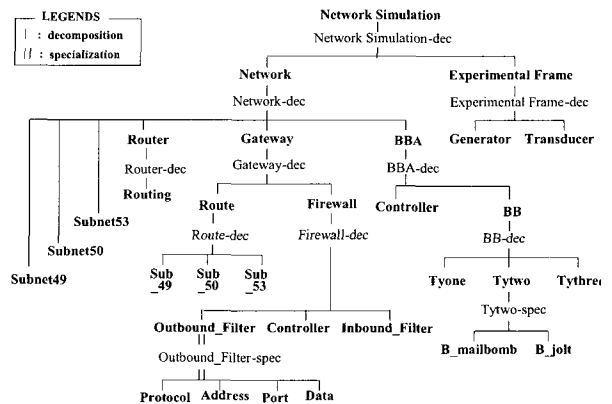 LEGENDS
| : decomposition
|| : specialization
Network Simulation
Network Simulation-dec
Network
Experimental Frame
Network-dec
Experimental Frame-dec
Router
Gateway
BBA
Generator
Transducer
Router-dec
Gateway-dec
BBA-dec
Routing
Route
Firewall
Controller
BB
Subnet53
Route-dec
Firewall-dec
BB-dec
Subnet50
Subnet49
Sub
_49
Sub
_50
Sub
_53
Tyone
Tytwo
Tythree
Tytwo-spec
Outbound_Filter
Controller
Inbound_Filter
B_mailbomb
B_jolt
Outbound_Filter-spec
Protocol
Address
Port
Data